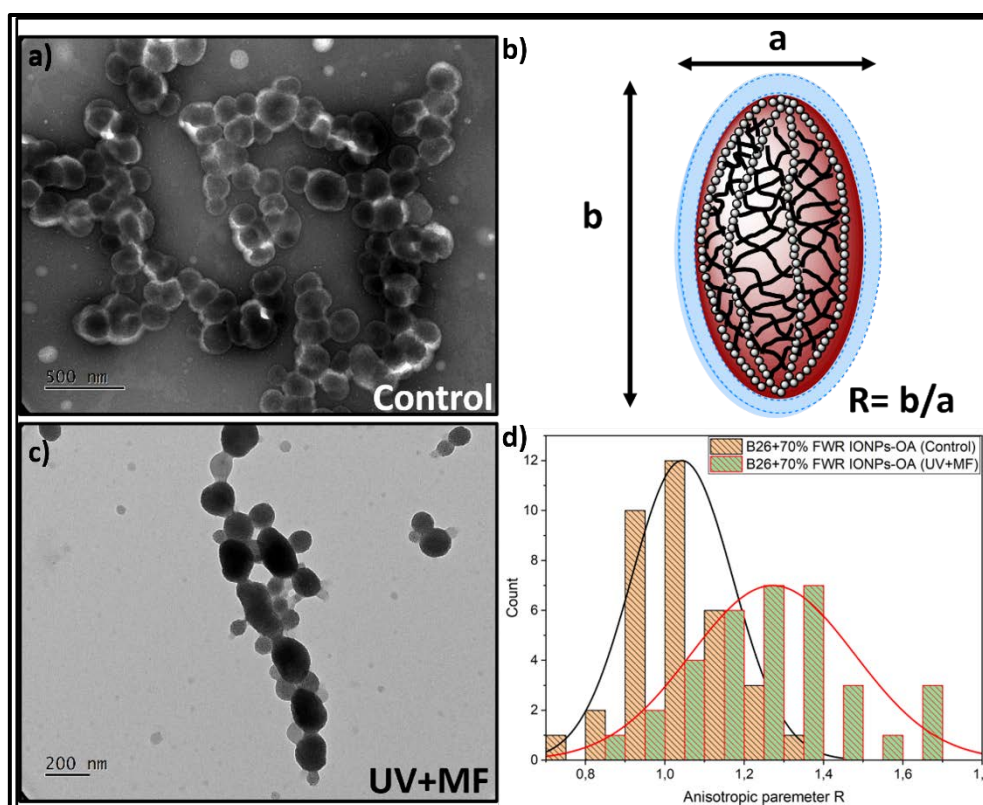 a)
500 nm
Control
b)
a
b
R= b/a
c)
200 nm
UV+MF
d)
B26+70% FWR IONPs-OA (Control)
B26+70% FWR IONPs-OA (UV+MF)
Count
12
10
8
6
4
2
0
0,8
1,0
1,2
1,4
1,6
1,
Anisotropic paremeter R